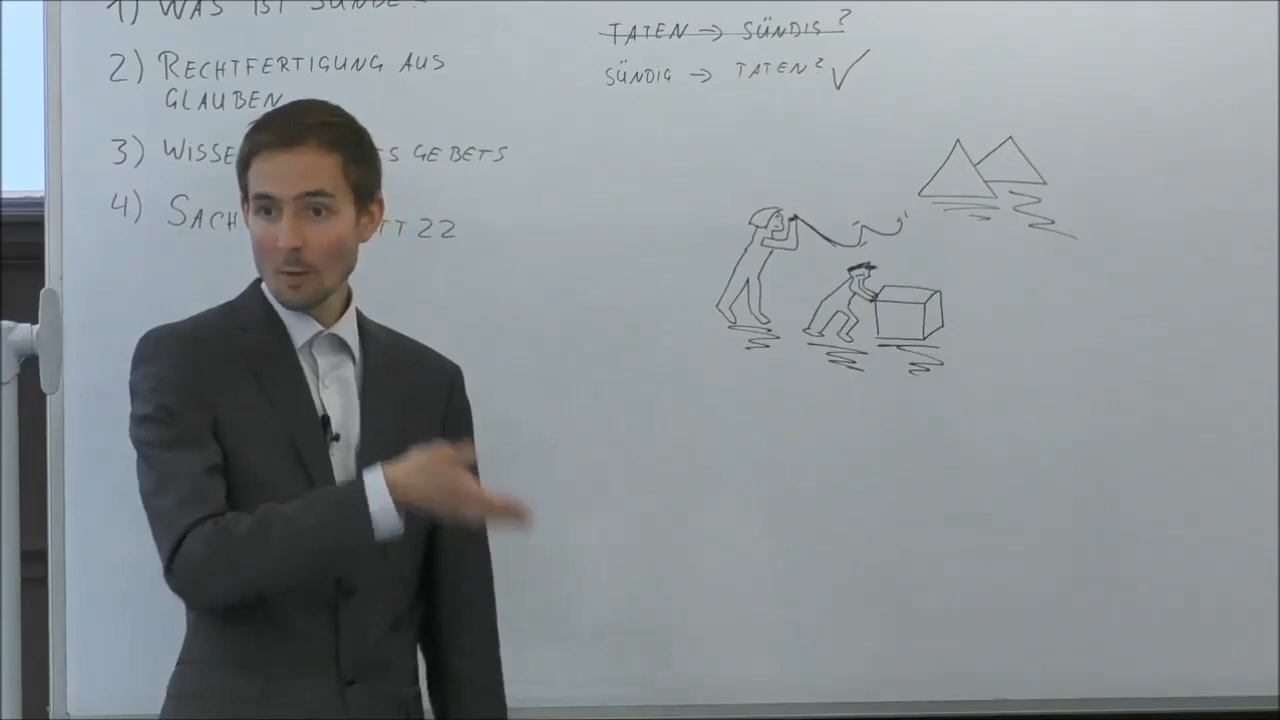 1) WAS IST SÜNDE?
2) RECHTFERTIGUNG AUS
GLAUBEN
3) WISSE S GEBETS
4) SACH TT 22
TATEN → SÜNDIG?
SÜNDIG → TATEN? ✓